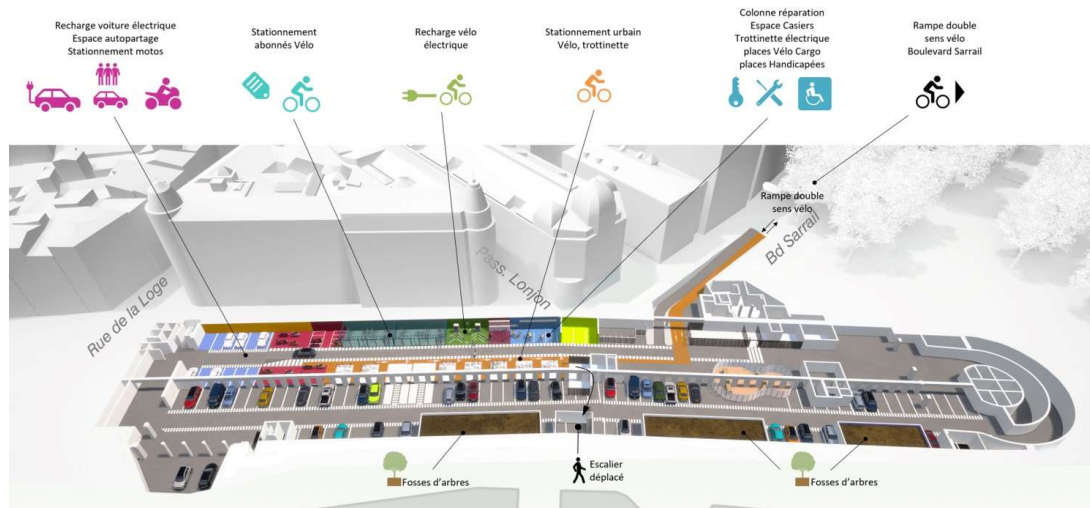 Recharge voiture électrique
Espace autopartage
Stationnement motos
Stationnement
abonnés Vélo
Recharge vélo
électrique
Stationnement urbain
Vélo, trottinette
Colonne réparation
Espace Casiers
Trottinette électrique
places Vélo Cargo
places Handicapées
Rampe double
sens vélo
Boulevard Sarrail
Rampe double
sens vélo
Bd Sarrail
Pass. Lonjon
Rue de la Loge
Fosses d'arbres
Escalier
déplacé
Fosses d'arbres